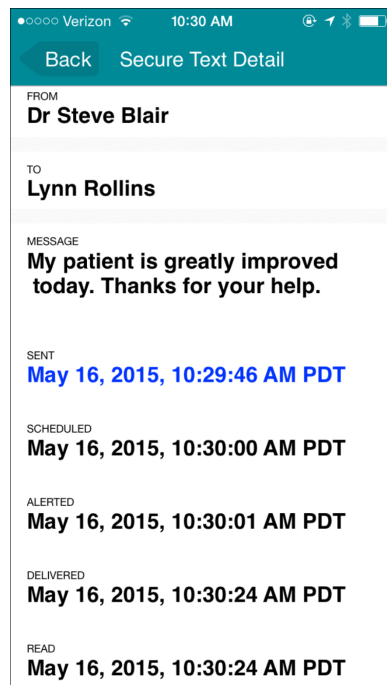 Verizon 10:30 AM
Back Secure Text Detail
FROM
Dr Steve Blair
TO
Lynn Rollins
MESSAGE
My patient is greatly improved
today. Thanks for your help.
SENT
May 16, 2015, 10:29:46 AM PDT
SCHEDULED
May 16, 2015, 10:30:00 AM PDT
ALERTED
May 16, 2015, 10:30:01 AM PDT
DELIVERED
May 16, 2015, 10:30:24 AM PDT
READ
May 16, 2015, 10:30:24 AM PDT